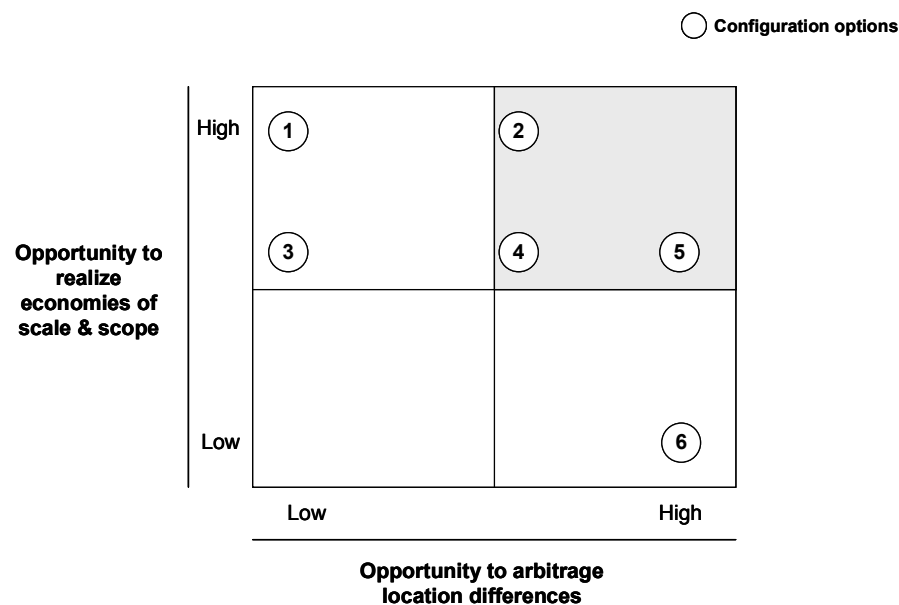 Configuration options
High
1
2
Opportunity to
realize
economies of
scale & scope
3
4
5
Low
6
Low
High
Opportunity to arbitrage
location differences